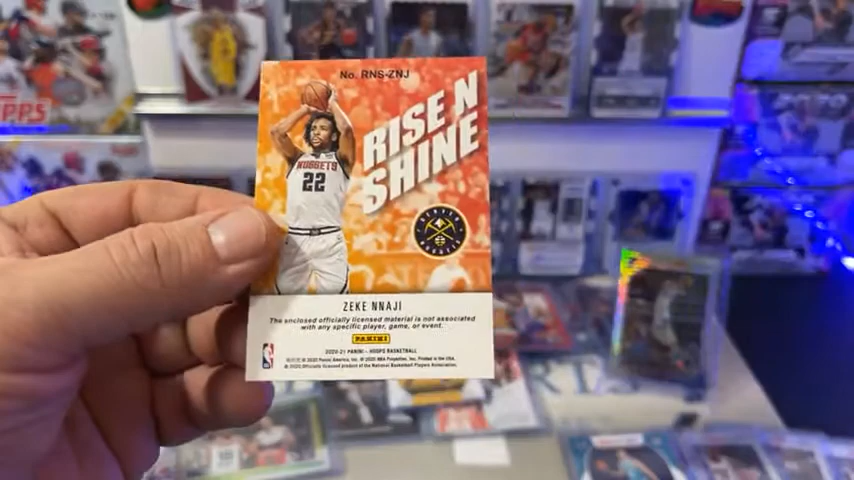 No. RNS-ZNJ
RISE N
SHINE
NUGGETS
22
NUGGETS
ZEKE NNAJI
The enclosed officially licensed material is not associated
with any specific player, game, or event.
PANINI
2020-21 PANINI – HOOPS BASKETBALL
© 2020 Panini America, Inc. © 2020 NBA Properties, Inc. Printed in the USA.
Officially licensed product of the National Basketball Players Association.
TOPPS